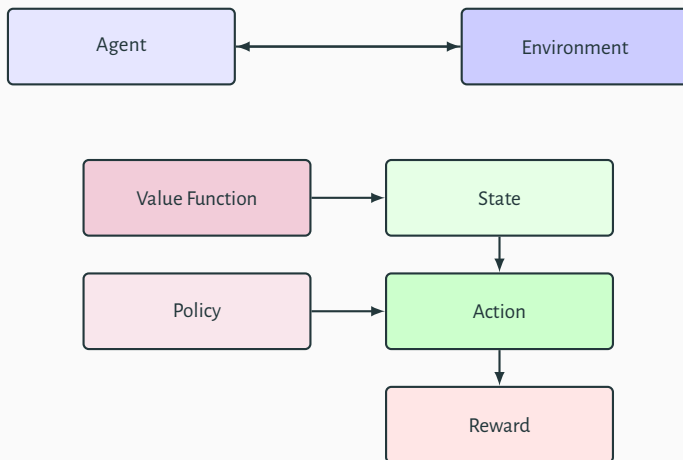 Agent
Environment
Value Function
State
Policy
Action
Reward